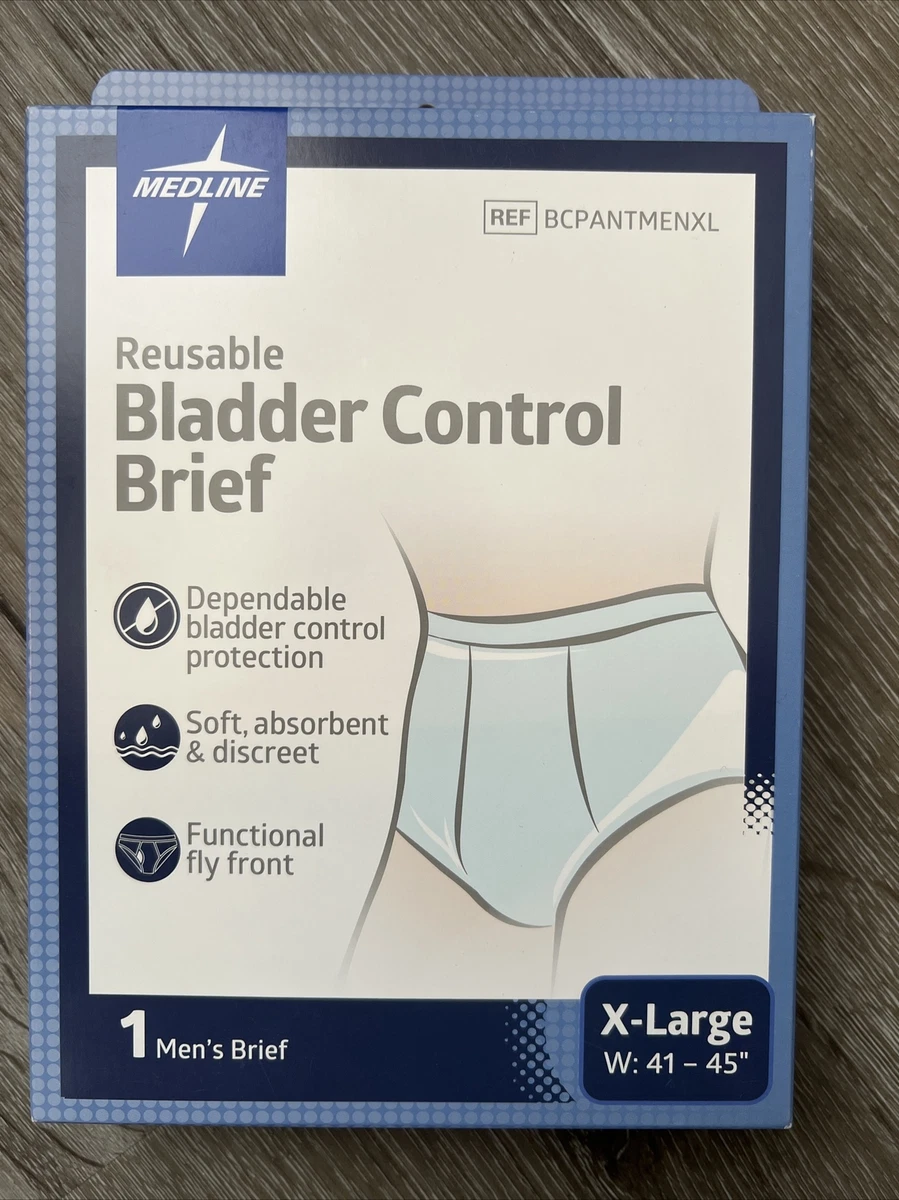 MEDLINE
REF BCPANTMENXL
Reusable
Bladder Control
Brief
Dependable
bladder control
protection
Soft, absorbent
& discreet
Functional
fly front
1 Men's Brief
X-Large
W: 41 – 45"